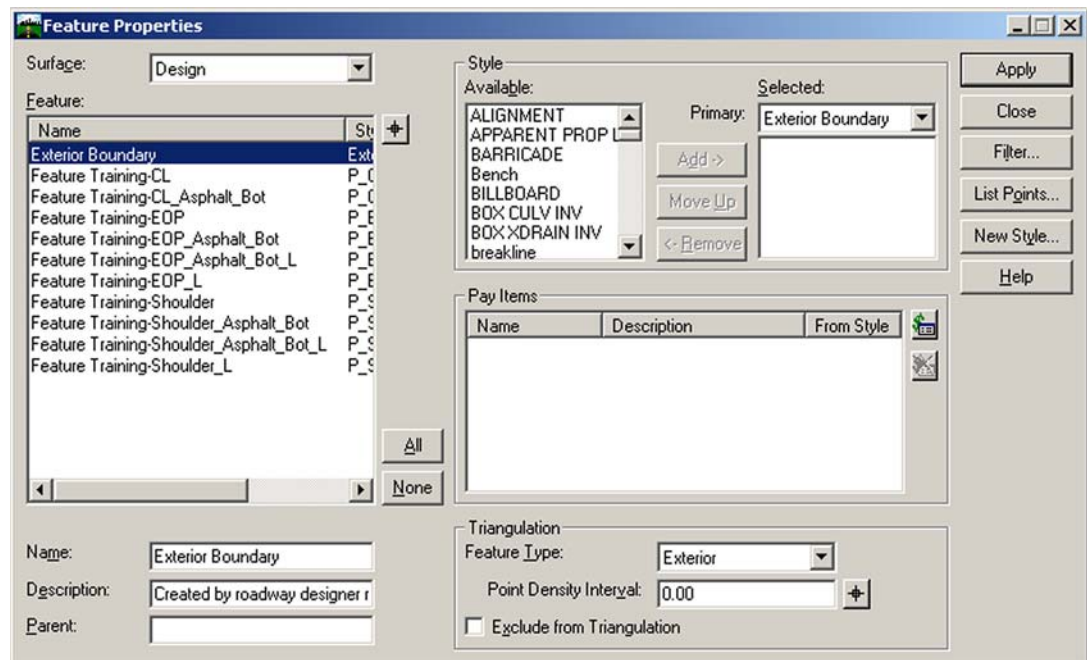 Feature Properties
Surface: Design
Feature:
Name
Exterior Boundary
Feature Training-CL
Feature Training-CL_Asphalt_Bot
Feature Training-EOP
Feature Training-EOP_Asphalt_Bot
Feature Training-EOP_Asphalt_Bot_L
Feature Training-EOP_L
Feature Training-Shoulder
Feature Training-Shoulder_Asphalt_Bot
Feature Training-Shoulder_Asphalt_Bot_L
Feature Training-Shoulder_L
All
None
Name: Exterior Boundary
Description: Created by roadway designer
Parent:
Style
Available:
ALIGNMENT
APPARENT PROP
BARRICADE
Bench
BILLBOARD
BOX CULV INV
BOX XDRAIN INV
breakline
Primary:
Add ->
Move Up
<- Remove
Selected:
Exterior Boundary
Pay Items
Name Description From Style
Triangulation
Feature Type: Exterior
Point Density Interval: 0.00
Exclude from Triangulation
Apply
Close
Filter...
List Points...
New Style...
Help